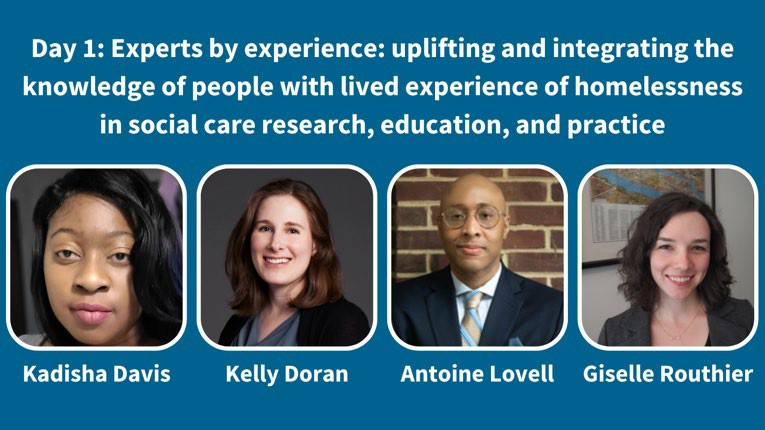 Day 1: Experts by experience: uplifting and integrating the
knowledge of people with lived experience of homelessness
in social care research, education, and practice
Kadisha Davis
Kelly Doran
Antoine Lovell
Giselle Routhier